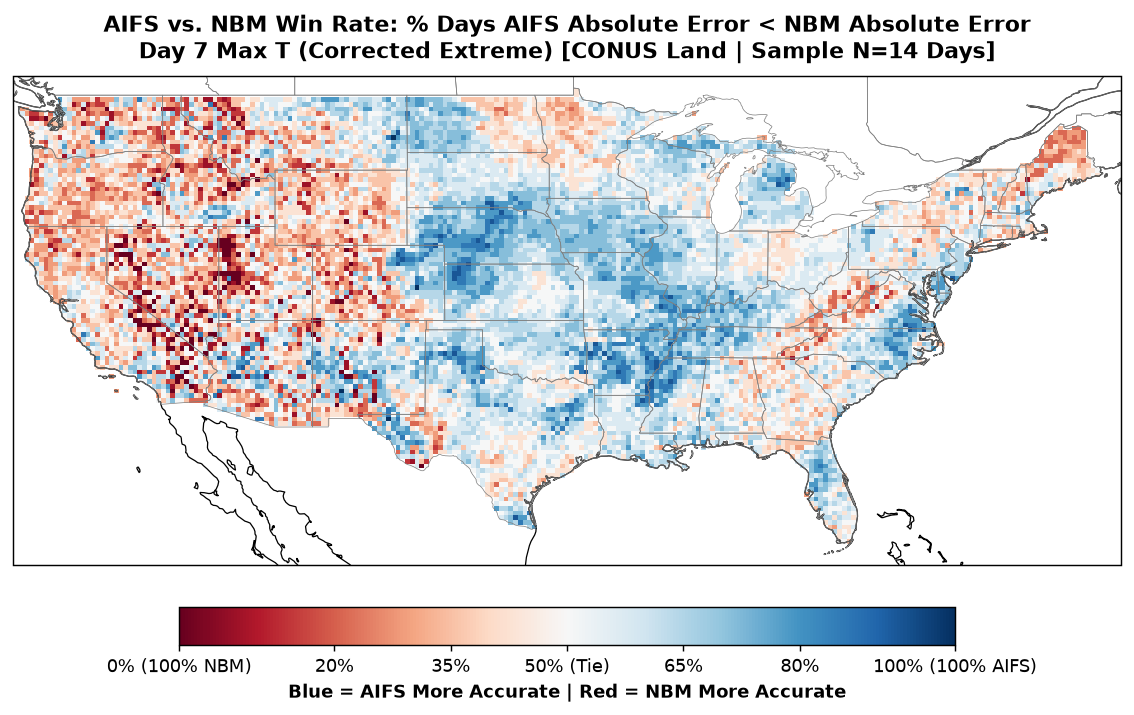 AIFS vs. NBM Win Rate: % Days AIFS Absolute Error < NBM Absolute Error
Day 7 Max T (Corrected Extreme) [CONUS Land | Sample N=14 Days]
0% (100% NBM) 20% 35% 50% (Tie) 65% 80% 100% (100% AIFS)
Blue = AIFS More Accurate | Red = NBM More Accurate